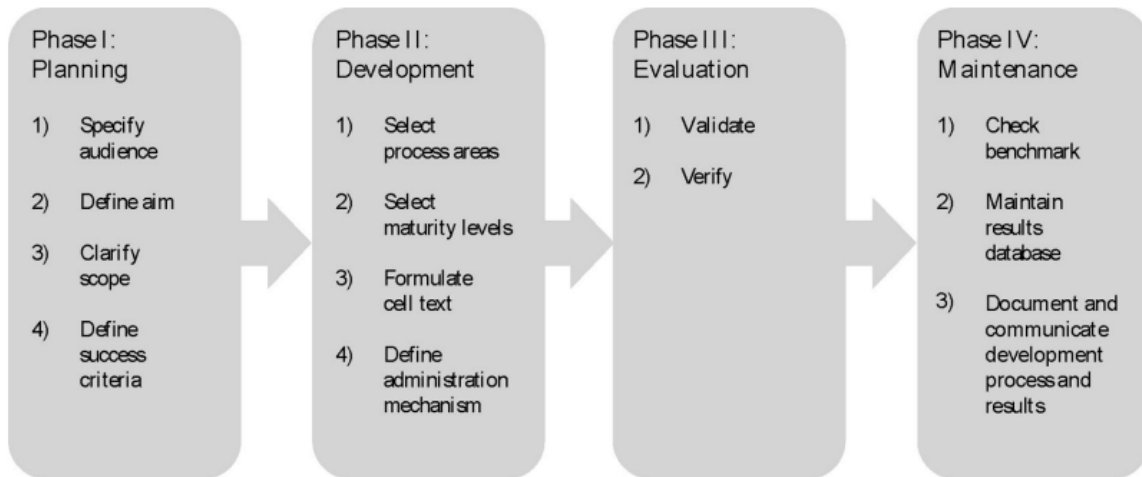 Phase I:
Planning
1) Specify
audience
2) Define aim
3) Clarify
scope
4) Define
success
criteria
Phase II:
Development
1) Select
process areas
2) Select
maturity levels
3) Formulate
cell text
4) Define
administration
mechanism
Phase III:
Evaluation
1) Validate
2) Verify
Phase IV:
Maintenance
1) Check
benchmark
2) Maintain
results
database
3) Document and
communicate
development
process and
results